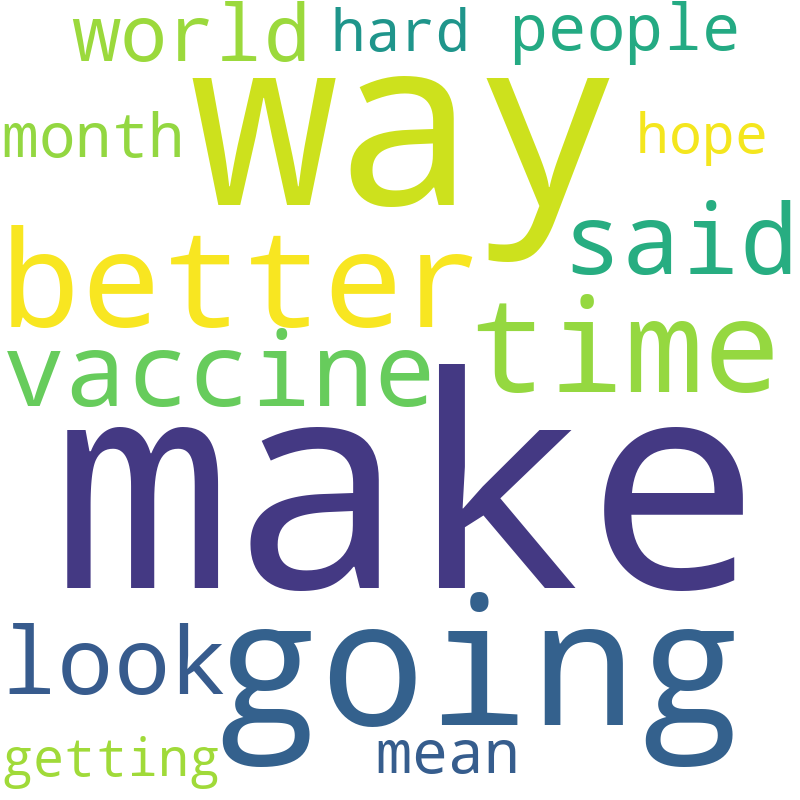 world hard people
way
month hope
said
better
time
vaccine
make
going
look
getting mean